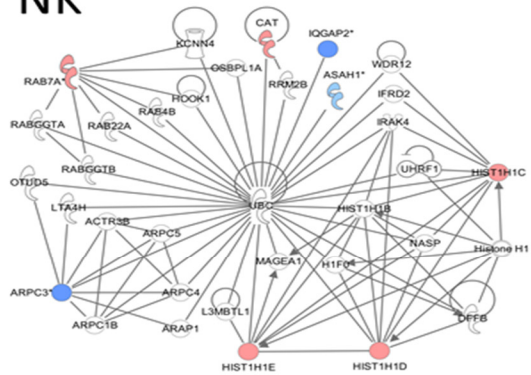 NK
CAT
KCNN4
IQGAP2*
OSBPL1A
WDR12
RAB7A*
RRM2B
ASAH1*
HOOK1
IFRD2
RAB4B
IRAK4
RABGGTA
RAB22A
RABGGTB
UHRF1
HIST1H1C
OTUD5
LTA4H
UBC
HIST1H1B
ACTR3B
ARPC5
NASP
Histone H1
MAGEA1
H1F0
ARPC3*
ARPC4
L3MBTL1
DFFB
ARPC1B
ARAP1
HIST1H1E
HIST1H1D